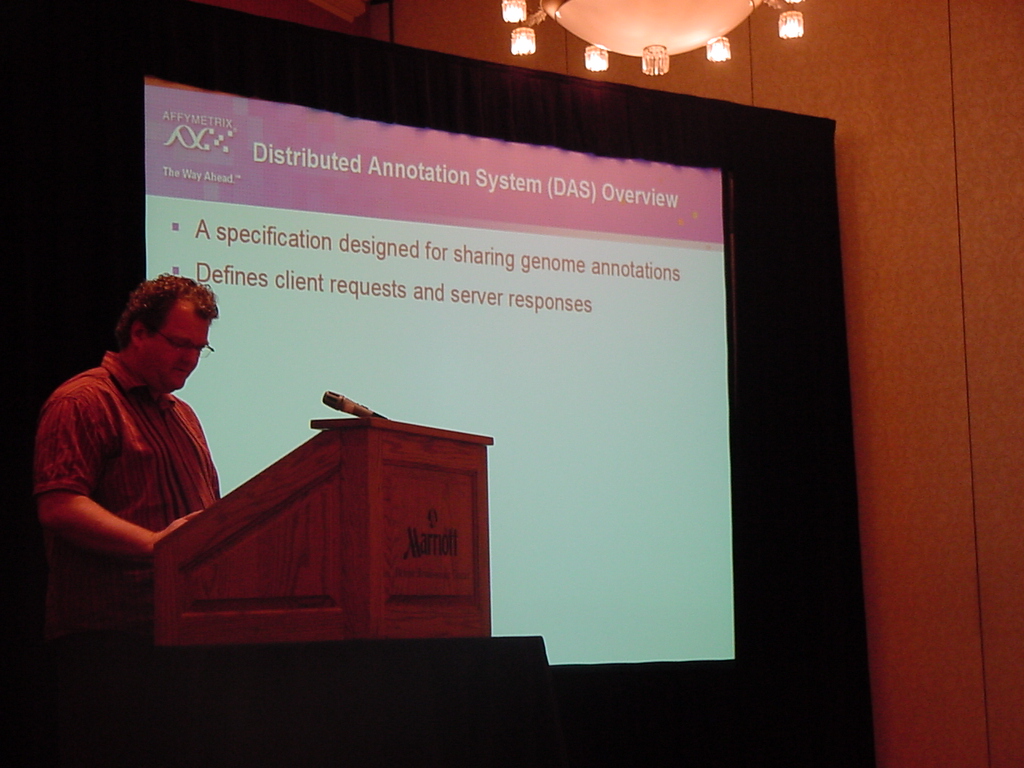 AFFYMETRIX
The Way Ahead.™
Distributed Annotation System (DAS) Overview
▪ A specification designed for sharing genome annotations
▪ Defines client requests and server responses
Marriott